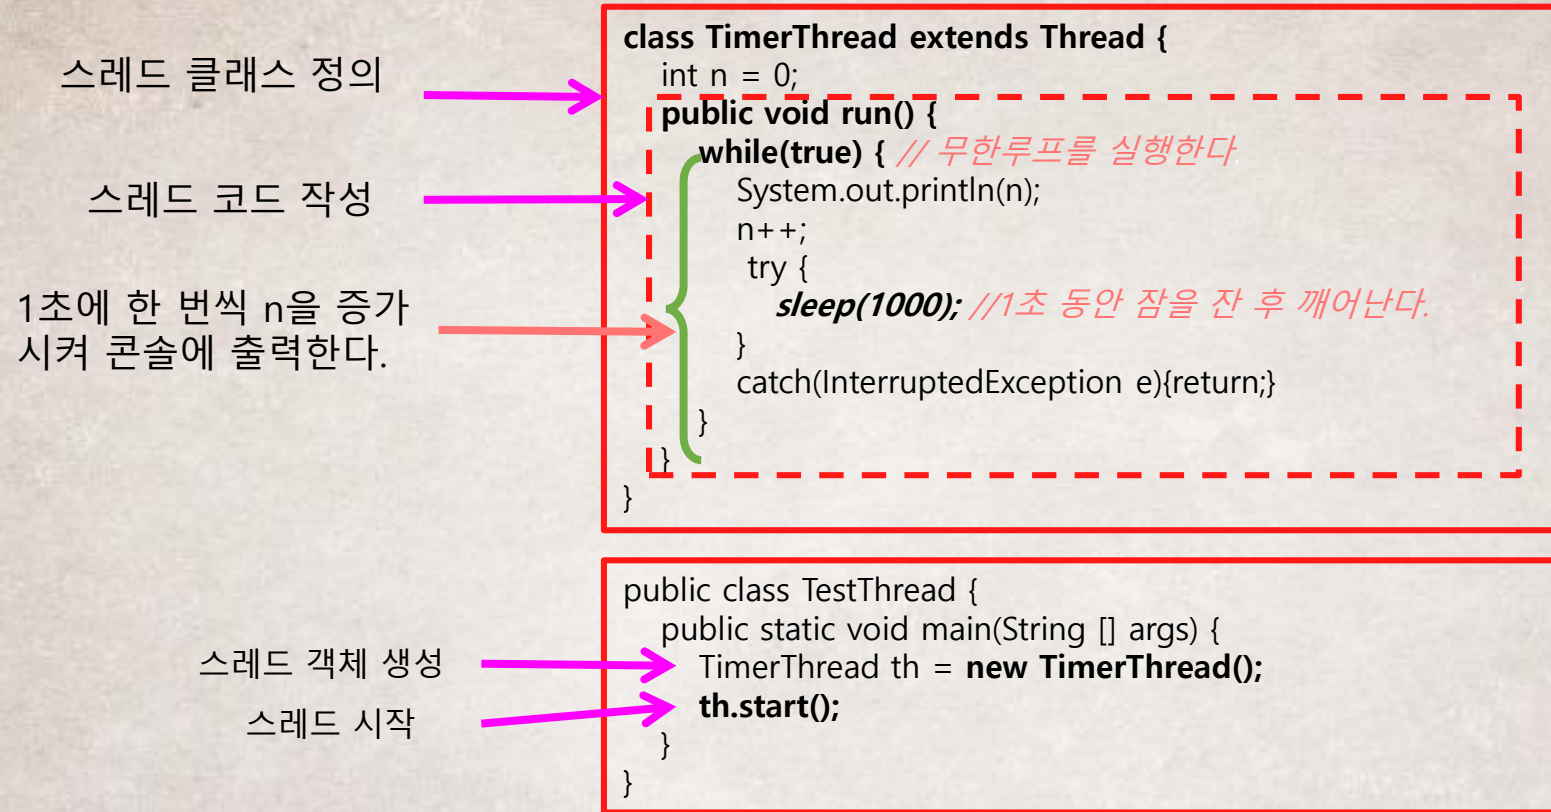 스레드 클래스 정의
스레드 코드 작성
1초에 한 번씩 n을 증가
시켜 콘솔에 출력한다.
class TimerThread extends Thread {
int n = 0;
public void run() {
while(true) { // 무한루프를 실행한다.
System.out.println(n);
n++;
try {
sleep(1000); //1초 동안 잠을 잔 후 깨어난다.
}
catch(InterruptedException e){return;}
}
}
}
스레드 객체 생성
스레드 시작
public class TestThread {
public static void main(String [] args) {
TimerThread th = new TimerThread();
th.start();
}
}